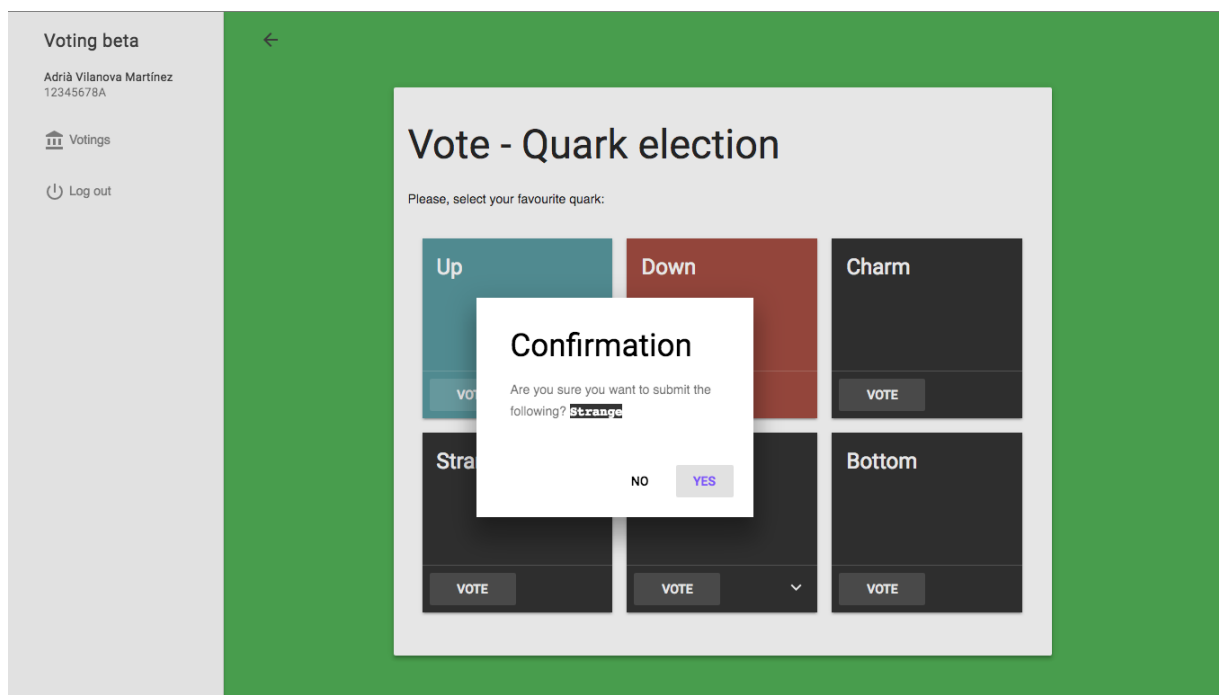 Voting beta
Adrià Vilanova Martínez
12345678A
Votings
Log out
Vote - Quark election
Please, select your favourite quark:
Up
Down
Charm
Confirmation
Are you sure you want to submit the
following? Strange
NO
YES
VOTE
Bottom
VOTE
VOTE
VOTE